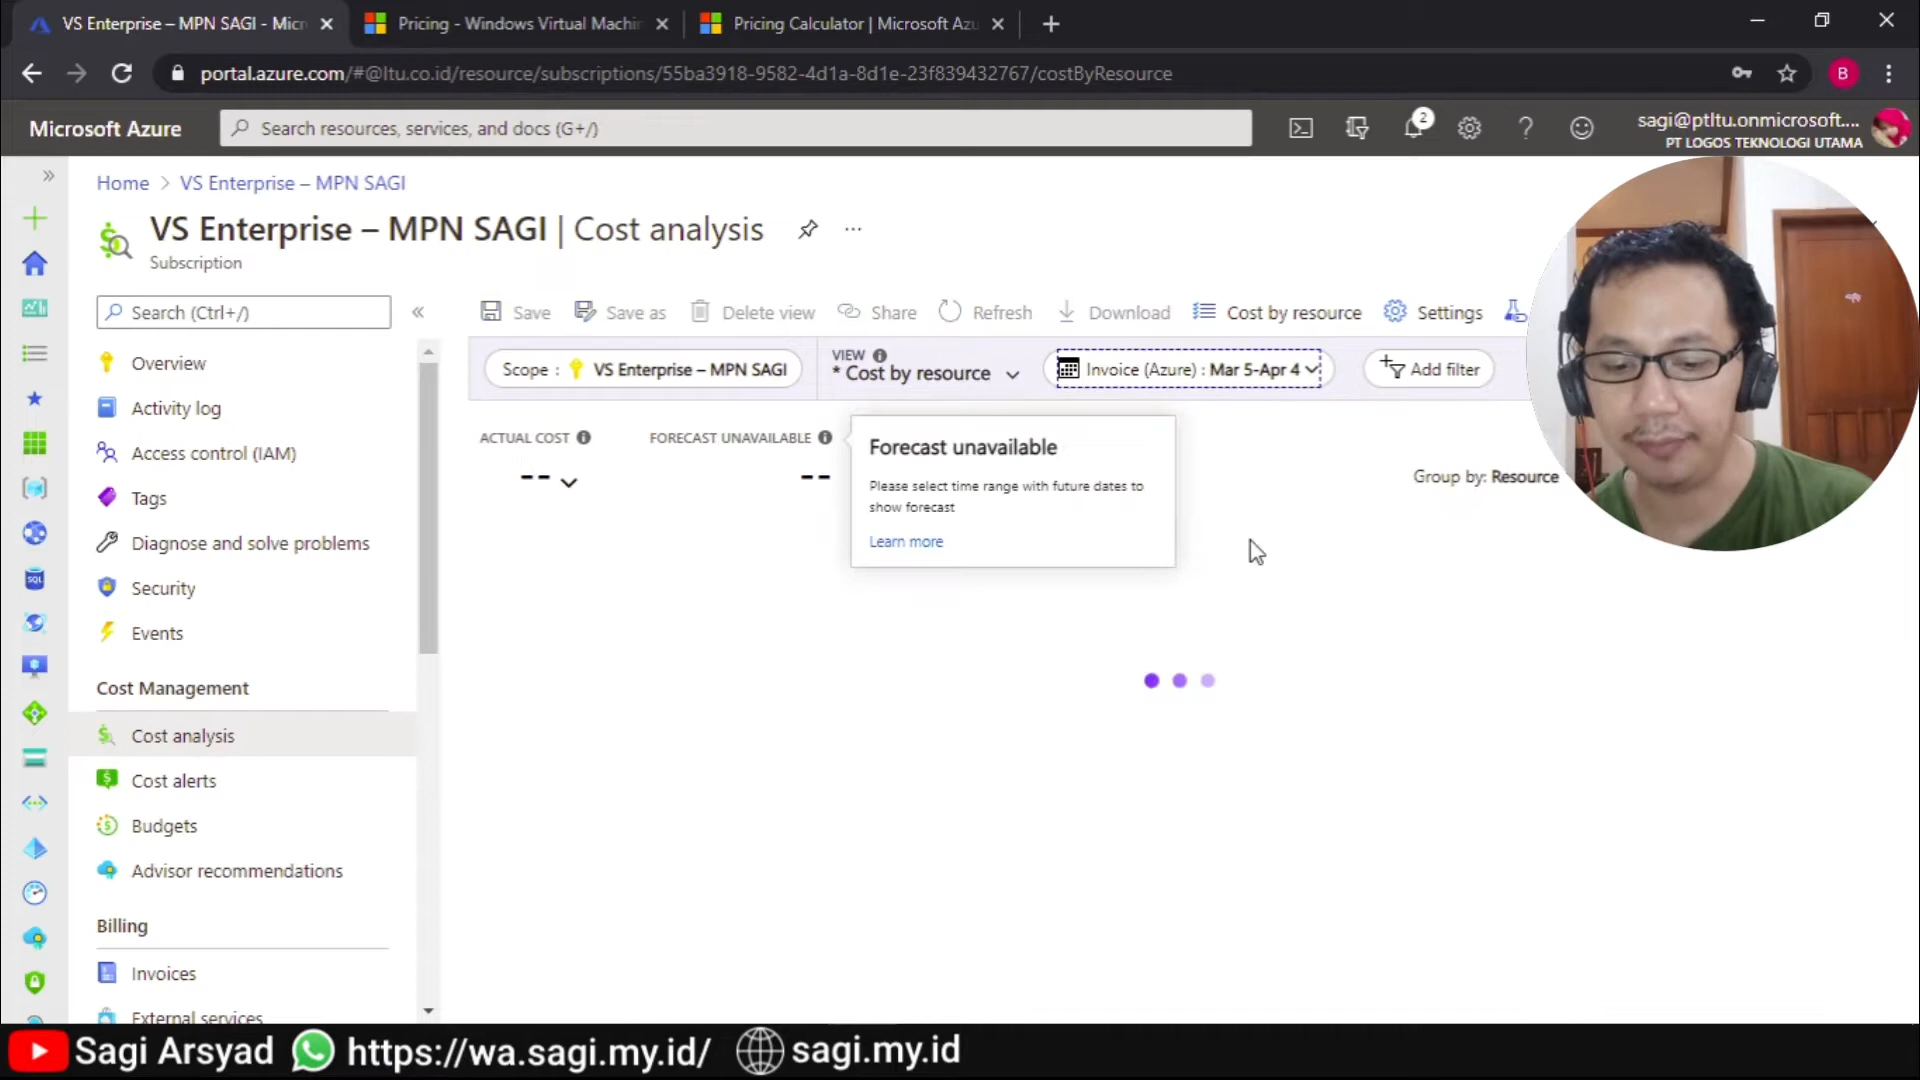 VS Enterprise – MPN SAGI - Micr
Pricing - Windows Virtual Machin
Pricing Calculator | Microsoft Azu
portal.azure.com/#@ltu.co.id/resource/subscriptions/55ba3918-9582-4d1a-8d1e-23f839432767/costByResource
B
Microsoft Azure
Search resources, services, and docs (G+/)
2
sagi@ptltu.onmicrosoft....
PT LOGOS TEKNOLOGI UTAMA
Home > VS Enterprise – MPN SAGI
VS Enterprise – MPN SAGI | Cost analysis
Subscription
Search (Ctrl+/)
Save
Save as
Delete view
Share
Refresh
Download
Cost by resource
Settings
Scope : VS Enterprise – MPN SAGI
VIEW
* Cost by resource
Invoice (Azure) : Mar 5-Apr 4
Add filter
Overview
Activity log
Access control (IAM)
Tags
Diagnose and solve problems
Security
Events
Cost Management
Cost analysis
Cost alerts
Budgets
Advisor recommendations
Billing
Invoices
External services
ACTUAL COST
--
FORECAST UNAVAILABLE
--
Forecast unavailable
Please select time range with future dates to
show forecast
Learn more
Group by: Resource
SQL
Sagi Arsyad
https://wa.sagi.my.id/
sagi.my.id